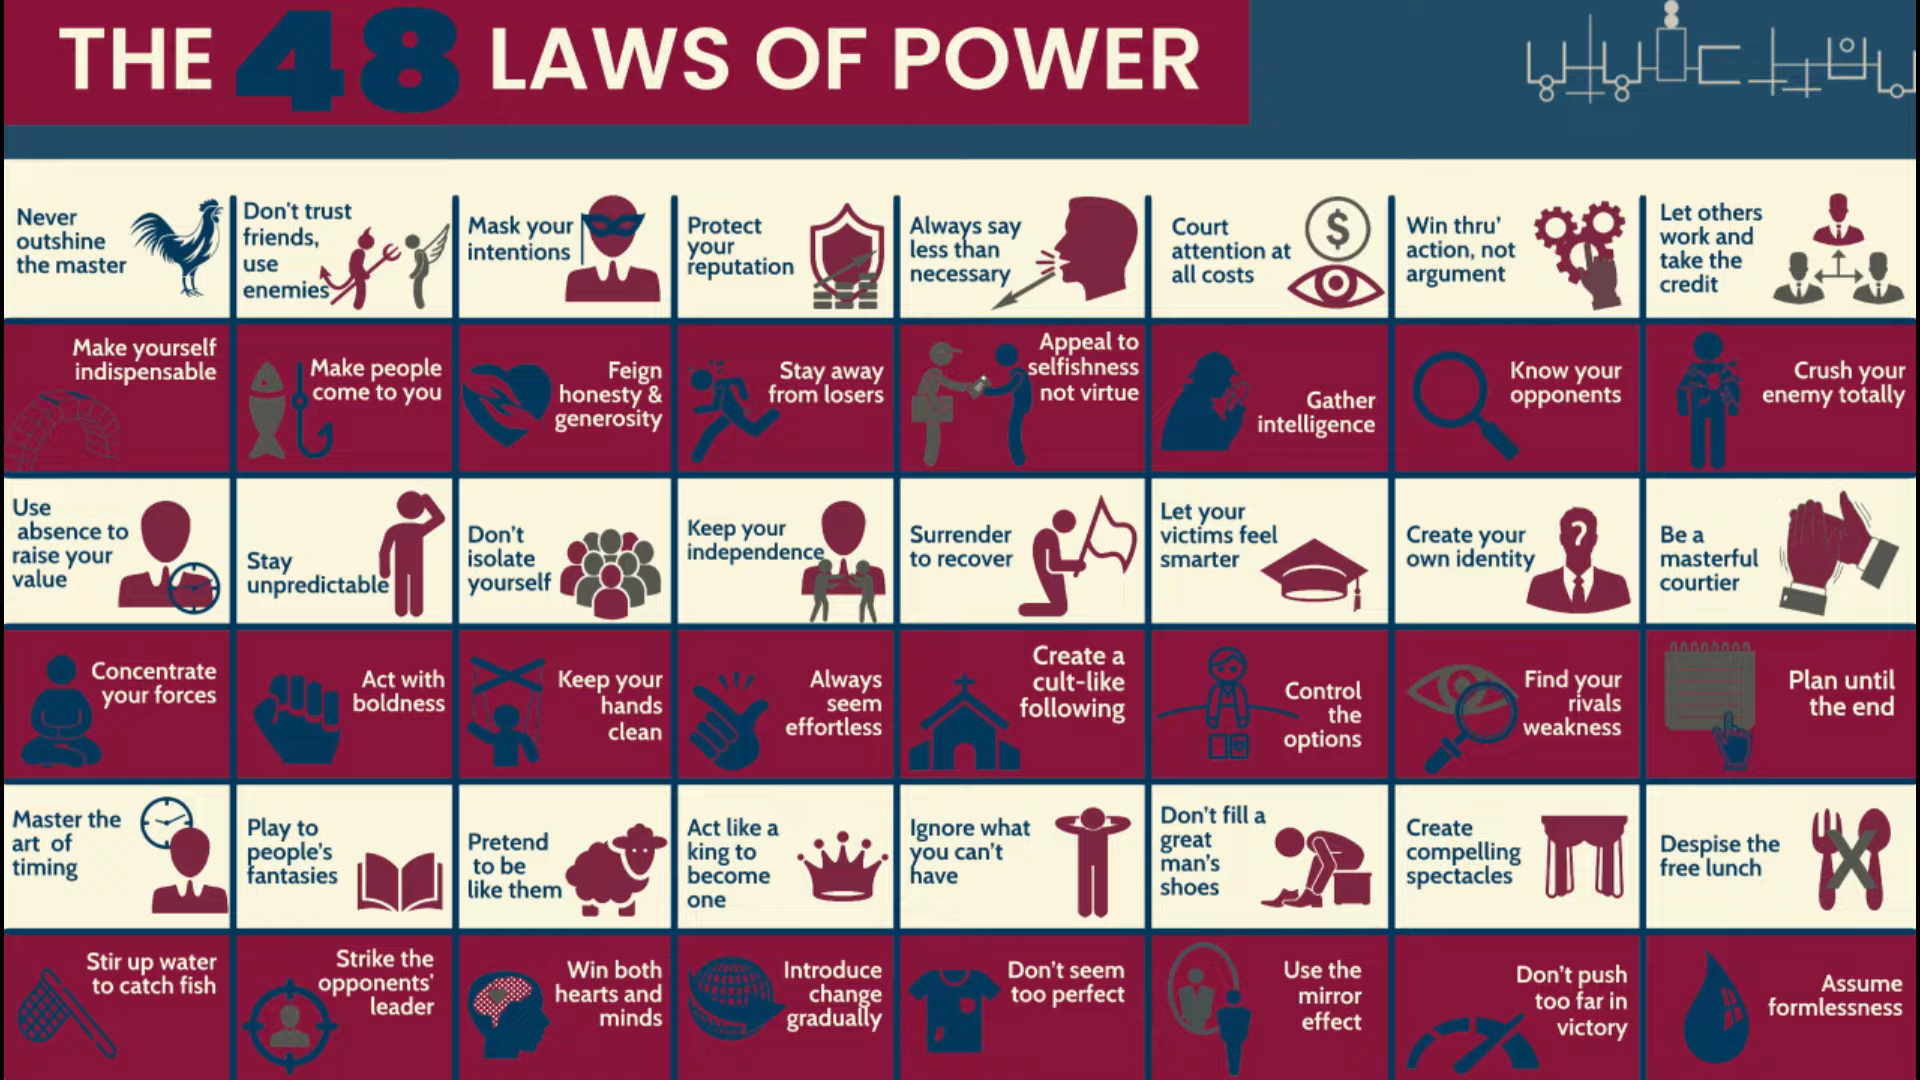 THE 48 LAWS OF POWER
Never
outshine
the master
Don't trust
friends,
use
enemies
Mask your
intentions
Protect
your
reputation
Always say
less than
necessary
Court
attention at
all costs
$
Win thru'
action, not
argument
Let others
work and
take the
credit
Make yourself
indispensable
Make people
come to you
Feign
honesty &
generosity
Stay away
from losers
Appeal to
selfishness
not virtue
Gather
intelligence
Know your
opponents
Crush your
enemy totally
Use
absence to
raise your
value
Stay
unpredictable
Don't
isolate
yourself
Keep your
independence
Surrender
to recover
Let your
victims feel
smarter
Create your
own identity
?
Be a
masterful
courtier
Concentrate
your forces
Act with
boldness
Keep your
hands
clean
Always
seem
effortless
Create a
cult-like
following
Control
the
options
Find your
rivals
weakness
Plan until
the end
Master the
art of
timing
Play to
people's
fantasies
Pretend
to be
like them
Act like a
king to
become
one
Ignore what
you can't
have
Don't fill a
great
man's
shoes
Create
compelling
spectacles
Despise the
free lunch
Stir up water
to catch fish
Strike the
opponents'
leader
Win both
hearts and
minds
Introduce
change
gradually
Don't seem
too perfect
Use the
mirror
effect
Don't push
too far in
victory
Assume
formlessness